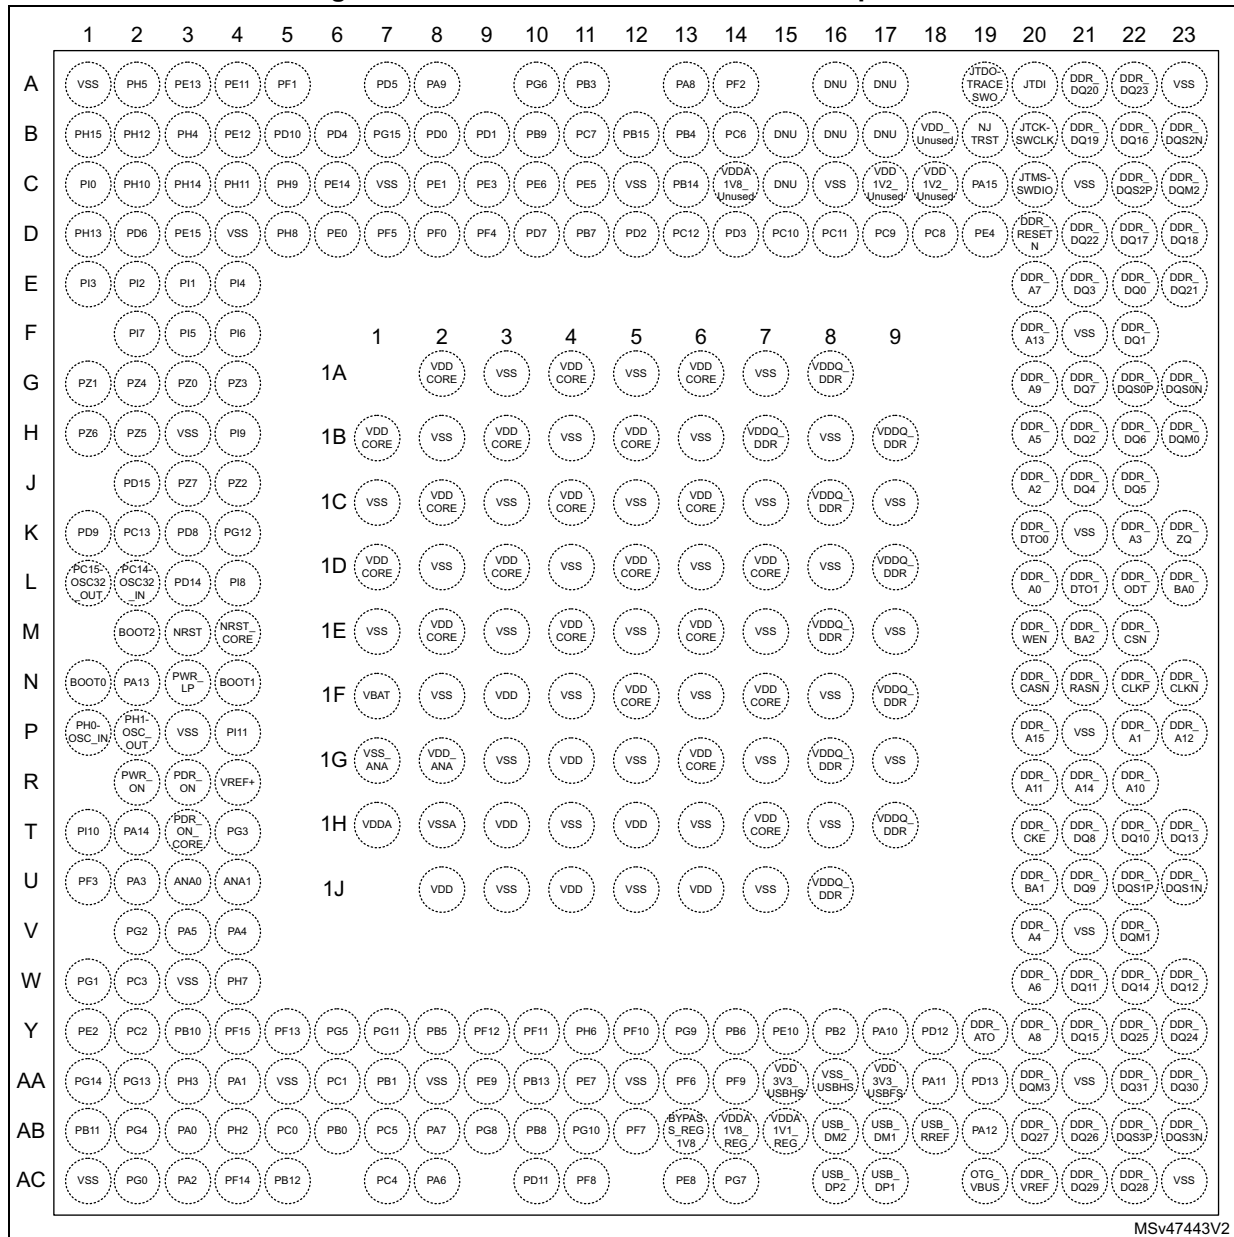 1 2 3 4 5 6 7 8 9 10 11 12 13 14 15 16 17 18 19 20 21 22 23
A VSS PH5 PE13 PE11 PF1 PD5 PA9 PG6 PB3 PA8 PF2 DNU DNU JTDO-TRACESWO JTDI DDR_DQ20 DDR_DQ23 VSS
B PH15 PH12 PH4 PE12 PD10 PD4 PG15 PD0 PD1 PB9 PC7 PB15 PB4 PC6 DNU DNU DNU VDD_Unused NJTRST JTCK-SWCLK DDR_DQ19 DDR_DQ16 DDR_DQS2N
C PI0 PH10 PH14 PH11 PH9 PE14 VSS PE1 PE3 PE6 PE5 VSS PB14 VDDA1V8_Unused DNU VSS VDD1V2_Unused VDD1V2_Unused PA15 JTMS-SWDIO VSS DDR_DQS2P DDR_DQM2
D PH13 PD6 PE15 VSS PH8 PE0 PF5 PF0 PF4 PD7 PB7 PD2 PC12 PD3 PC10 PC11 PC9 PC8 PE4 DDR_RESETN DDR_DQ22 DDR_DQ17 DDR_DQ18
E PI3 PI2 PI1 PI4 DDR_A7 DDR_DQ3 DDR_DQ0 DDR_DQ21
F PI7 PI5 PI6 DDR_A13 VSS DDR_DQ1
1 2 3 4 5 6 7 8 9
1A VDDCORE VSS VDDCORE VSS VDDCORE VSS VDDQ_DDR
G PZ1 PZ4 PZ0 PZ3 DDR_A9 DDR_DQ7 DDR_DQS0P DDR_DQS0N
H PZ6 PZ5 VSS PI9 DDR_A5 DDR_DQ2 DDR_DQ6 DDR_DQM0
1B VDDCORE VSS VDDCORE VSS VDDCORE VSS VDDQ_DDR VSS VDDQ_DDR
J PD15 PZ7 PZ2 DDR_A2 DDR_DQ4 DDR_DQ5
1C VSS VDDCORE VSS VDDCORE VSS VDDCORE VSS VDDQ_DDR VSS
K PD9 PC13 PD8 PG12 DDR_DTO0 VSS DDR_A3 DDR_ZQ
1D VDDCORE VSS VDDCORE VSS VDDCORE VSS VDDCORE VSS VDDQ_DDR
L PC15-OSC32_OUT PC14-OSC32_IN PD14 PI8 DDR_A0 DDR_DTO1 DDR_ODT DDR_BA0
M BOOT2 NRST NRST_CORE DDR_WEN DDR_BA2 DDR_CSN
1E VSS VDDCORE VSS VDDCORE VSS VDDCORE VSS VDDQ_DDR VSS
N BOOT0 PA13 PWR_LP BOOT1 DDR_CASN DDR_RASN DDR_CLKP DDR_CLKN
1F VBAT VSS VDD VSS VDDCORE VSS VDDCORE VSS VDDQ_DDR
P PH0-OSC_IN PH1-OSC_OUT VSS PI11 DDR_A15 VSS DDR_A1 DDR_A12
1G VSS_ANA VDD_ANA VSS VDD VSS VDDCORE VSS VDDQ_DDR VSS
R PWR_ON PDR_ON VREF+ DDR_A11 DDR_A14 DDR_A10
1H VDDA VSSA VDD VSS VDD VSS VDDCORE VSS VDDQ_DDR
T PI10 PA14 PDR_ON_CORE PG3 DDR_CKE DDR_DQ8 DDR_DQ10 DDR_DQ13
U PF3 PA3 ANA0 ANA1 DDR_BA1 DDR_DQ9 DDR_DQS1P DDR_DQS1N
1J VDD VSS VDD VSS VDD VSS VDDQ_DDR
V PG2 PA5 PA4 DDR_A4 VSS DDR_DQM1
W PG1 PC3 VSS PH7 DDR_A6 DDR_DQ11 DDR_DQ14 DDR_DQ12
Y PE2 PC2 PB10 PF15 PF13 PG5 PG11 PB5 PF12 PF11 PH6 PF10 PG9 PB6 PE10 PB2 PA10 PD12 DDR_ATO DDR_A8 DDR_DQ15 DDR_DQ25 DDR_DQ24
AA PG14 PG13 PH3 PA1 VSS PC1 PB1 VSS PE9 PB13 PE7 VSS PF6 PF9 VDD3V3_USBHS VSS_USBHS VDD3V3_USBFS PA11 PD13 DDR_DQM3 VSS DDR_DQ31 DDR_DQ30
AB PB11 PG4 PA0 PH2 PC0 PB0 PC5 PA7 PG8 PB8 PG10 PF7 BYPASS_REG1V8 VDDA1V8_REG VDDA1V1_REG USB_DM2 USB_DM1 USB_RREF PA12 DDR_DQ27 DDR_DQ26 DDR_DQS3P DDR_DQS3N
AC VSS PG0 PA2 PF14 PB12 PC4 PA6 PD11 PF8 PE8 PG7 USB_DP2 USB_DP1 OTG_VBUS DDR_VREF DDR_DQ29 DDR_DQ28 VSS
MSv47443V2